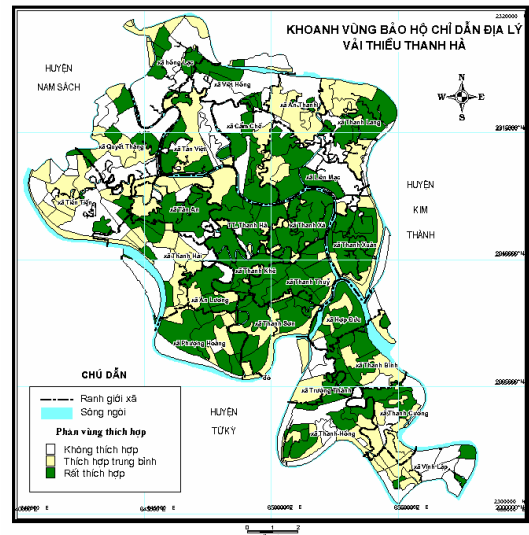 KHOANH VÙNG BẢO HỘ CHỈ DẪN ĐỊA LÝ
VẢI THIỀU THANH HÀ
HUYỆN
NAM SÁCH
N
W
E
S
xã Hồng Lạc
xã Việt Hồng
xã An Thanh
xã Cẩm Chế
xã Thanh Lang
xã Quyết Thắng
xã Tân Việt
xã Liên Mạc
HUYỆN
KIM
THÀNH
xã Tiền Tiến
xã Tân An
TT. Thanh Hà
xã Thanh Xá
xã Thanh Xuân
xã Thanh Hải
xã Thanh Khê
xã Thanh Thuỷ
xã An Lương
xã Thanh Sơn
xã Hợp Đức
xã Phượng Hoàng
xã Thanh Bính
xã Trường Thành
xã Thanh Cường
xã Thanh Hồng
xã Vĩnh Lập
HUYỆN
TỨ KỲ
CHÚ DẪN
Ranh giới xã
Sông ngòi
Phân vùng thích hợp
Không thích hợp
Thích hợp trung bình
Rất thích hợp
0 1 2